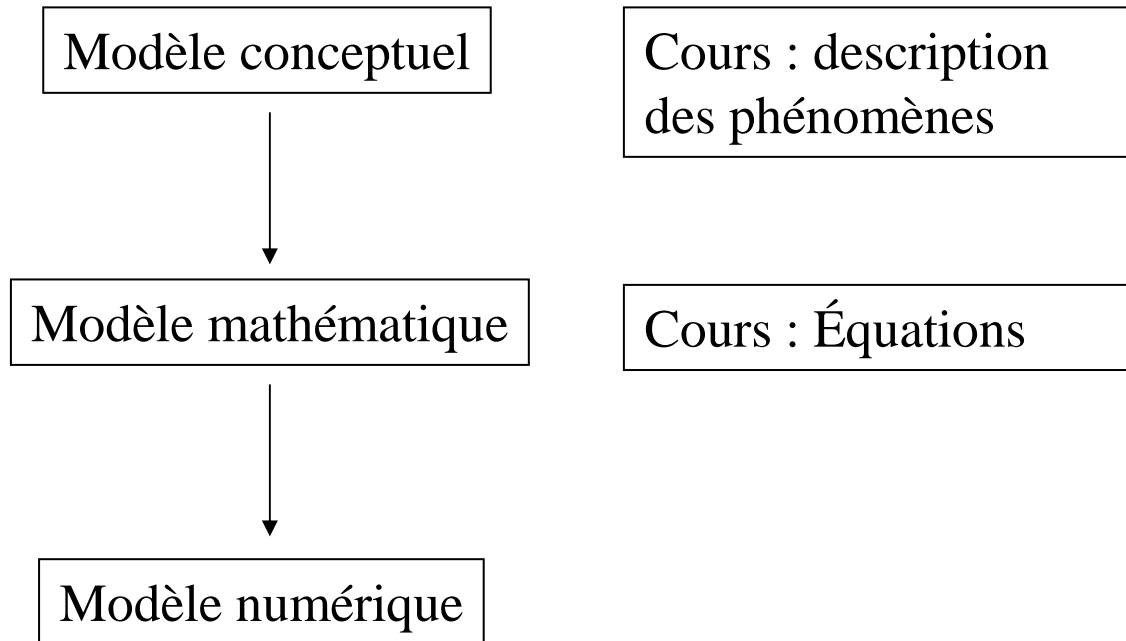 Modèle conceptuel
Cours : description
des phénomènes
Modèle mathématique
Cours : Équations
Modèle numérique